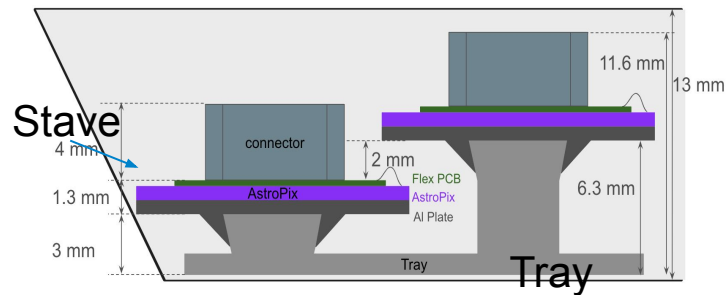 11.6 mm
13 mm
Stave
connector
4 mm
2 mm
Flex PCB
1.3 mm
AstroPix
AstroPix
6.3 mm
Al Plate
3 mm
Tray
Tray